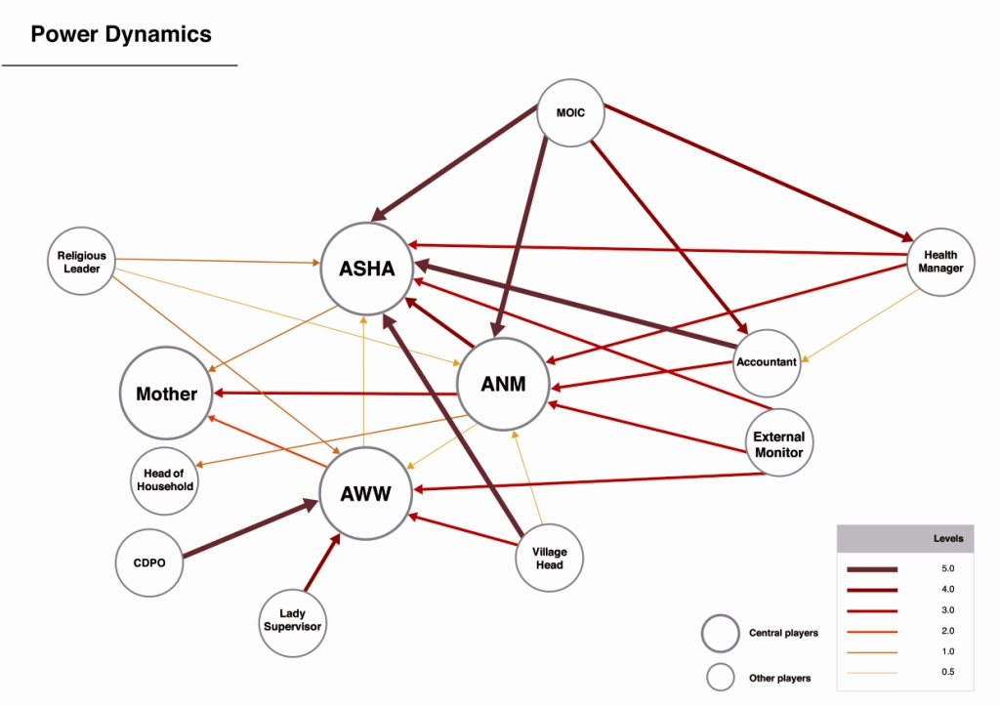 Power Dynamics
MOIC
Religious
Leader
ASHA
Health
Manager
Mother
ANM
Accountant
External
Monitor
Head of
Household
AWW
CDPO
Village
Head
Lady
Supervisor
Central players
Other players
Levels
5.0
4.0
3.0
2.0
1.0
0.5